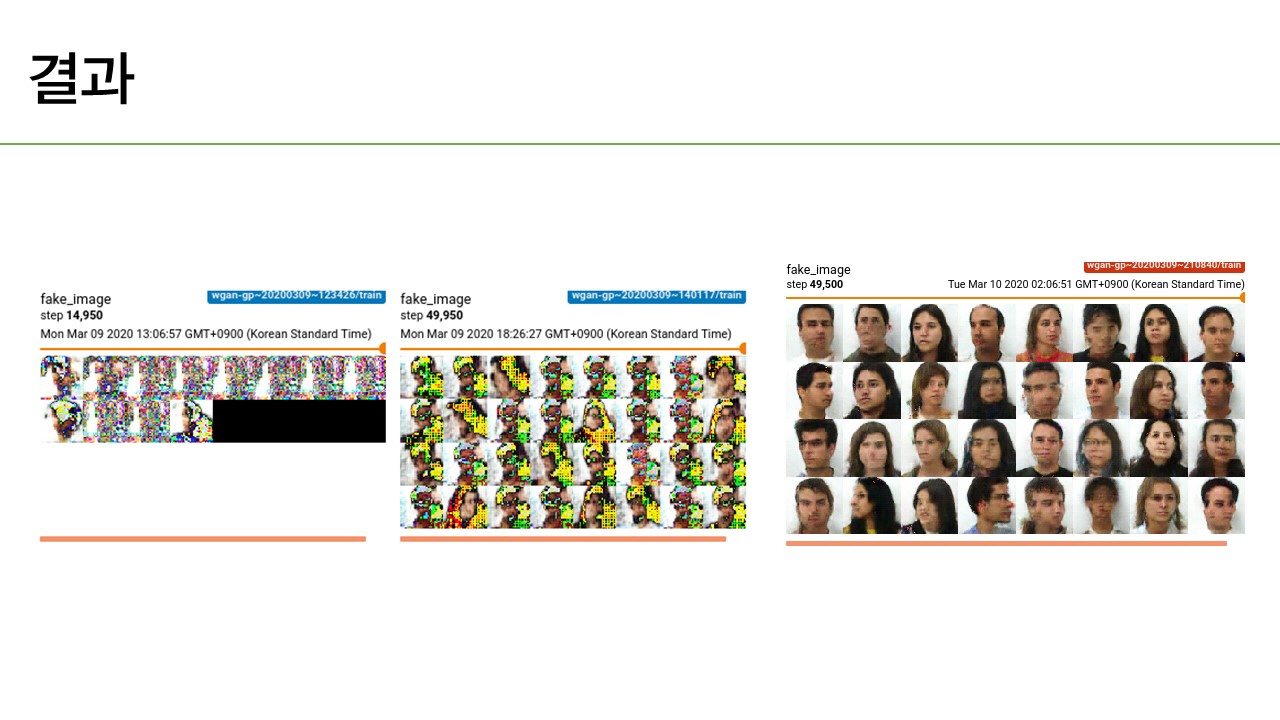 결과
fake_image
wgan-gp~20200309~123426/train
step 14,950
Mon Mar 09 2020 13:06:57 GMT+0900 (Korean Standard Time)
fake_image
wgan-gp~20200309~140117/train
step 49,950
Mon Mar 09 2020 18:26:27 GMT+0900 (Korean Standard Time)
fake_image
wgan-gp~20200309~210840/train
step 49,500
Tue Mar 10 2020 02:06:51 GMT+0900 (Korean Standard Time)